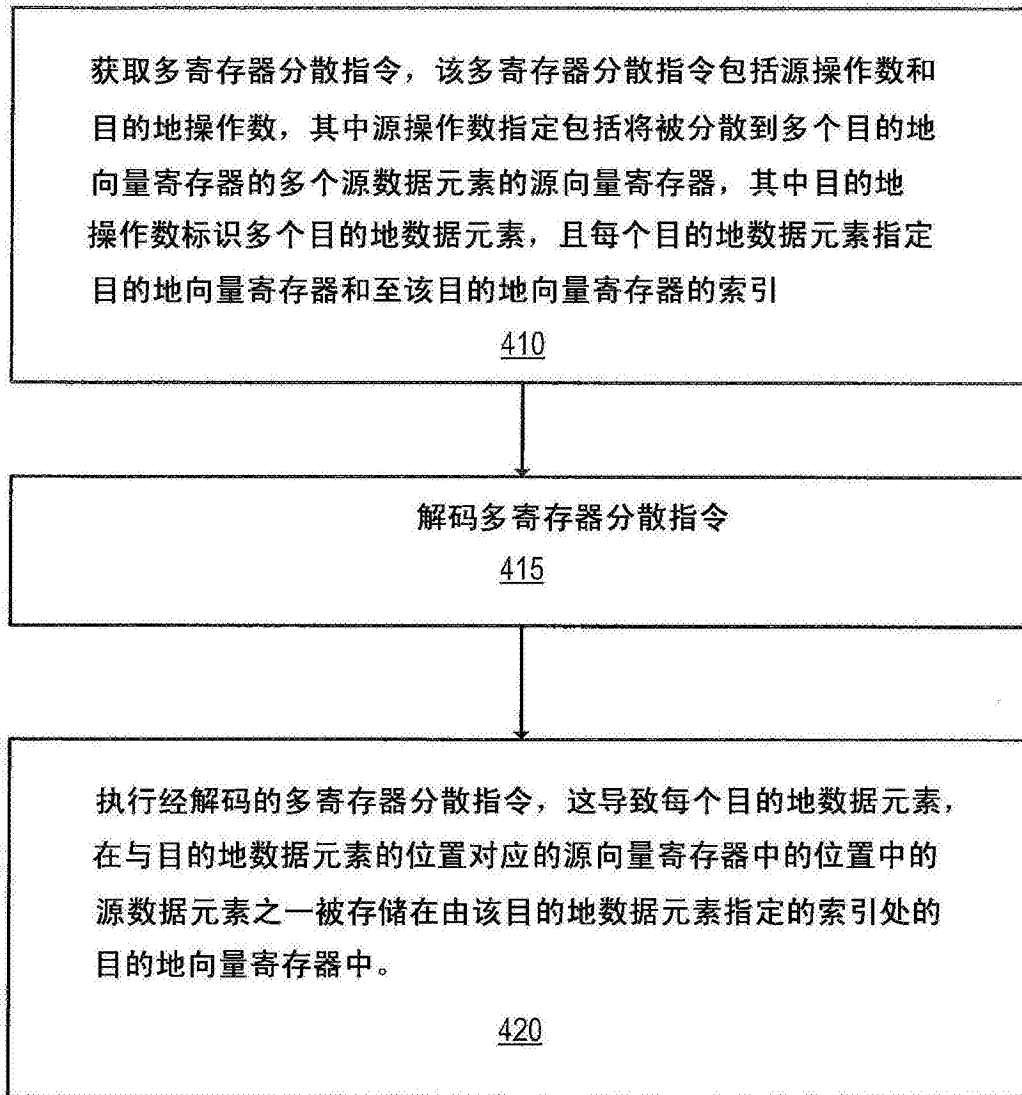 获取多寄存器分散指令，该多寄存器分散指令包括源操作数和
目的地操作数，其中源操作数指定包括将被分散到多个目的地
向量寄存器的多个源数据元素的源向量寄存器，其中目的地
操作数标识多个目的地数据元素，且每个目的地数据元素指定
目的地向量寄存器和至该目的地向量寄存器的索引
410
解码多寄存器分散指令
415
执行经解码的多寄存器分散指令，这导致每个目的地数据元素，
在与目的地数据元素的位置对应的源向量寄存器中的位置中的
源数据元素之一被存储在由该目的地数据元素指定的索引处的
目的地向量寄存器中。
420